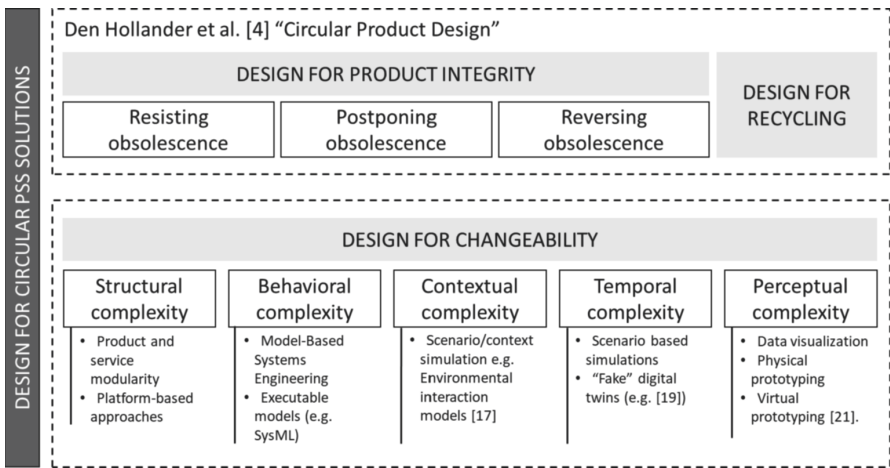 DESIGN FOR CIRCULAR PSS SOLUTIONS
Den Hollander et al. [4] “Circular Product Design”
DESIGN FOR PRODUCT INTEGRITY
Resisting
obsolescence
Postponing
obsolescence
Reversing
obsolescence
DESIGN FOR
RECYCLING
DESIGN FOR CHANGEABILITY
Structural
complexity
• Product and
service
modularity
• Platform-based
approaches
Behavioral
complexity
• Model-Based
Systems
Engineering
• Executable
models (e.g.
SysML)
Contextual
complexity
• Scenario/context
simulation e.g.
Environmental
interaction
models [17]
Temporal
complexity
• Scenario based
simulations
• “Fake” digital
twins (e.g. [19])
Perceptual
complexity
• Data visualization
• Physical
prototyping
• Virtual
prototyping [21].